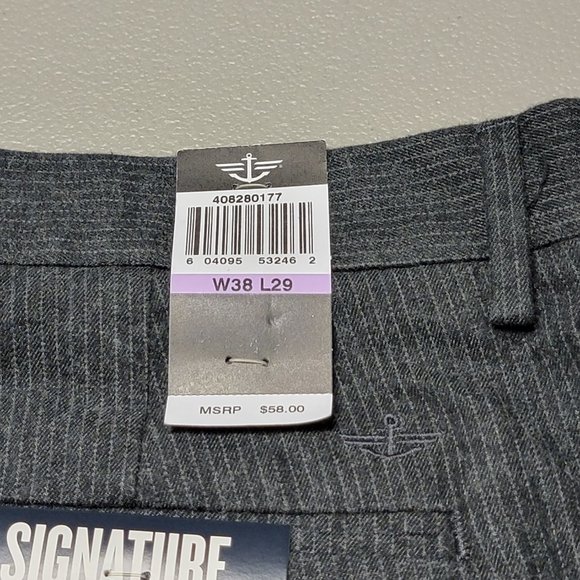 408280177
6 04095 53246 2
W38 L29
MSRP $58.00
SIGNATURE